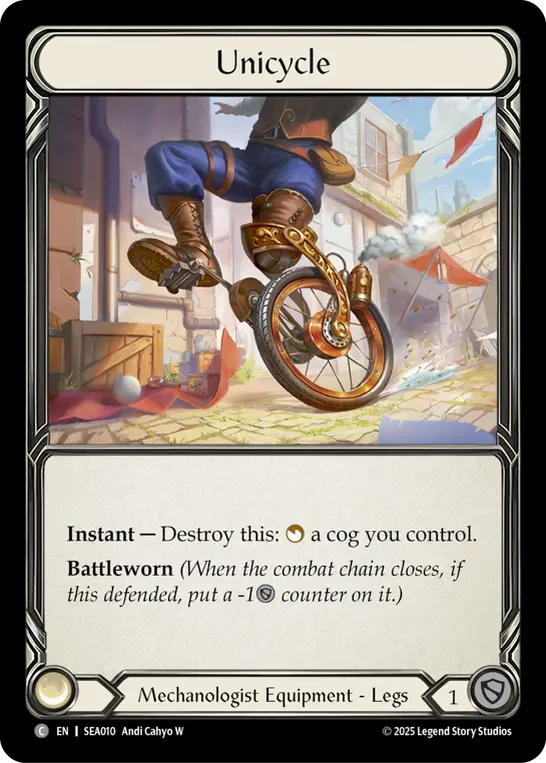 Unicycle
Instant — Destroy this: a cog you control.
Battleworn (When the combat chain closes, if
this defended, put a -1 counter on it.)
Mechanologist Equipment - Legs 1
C EN | SEA010 Andi Cahyo W © 2025 Legend Story Studios